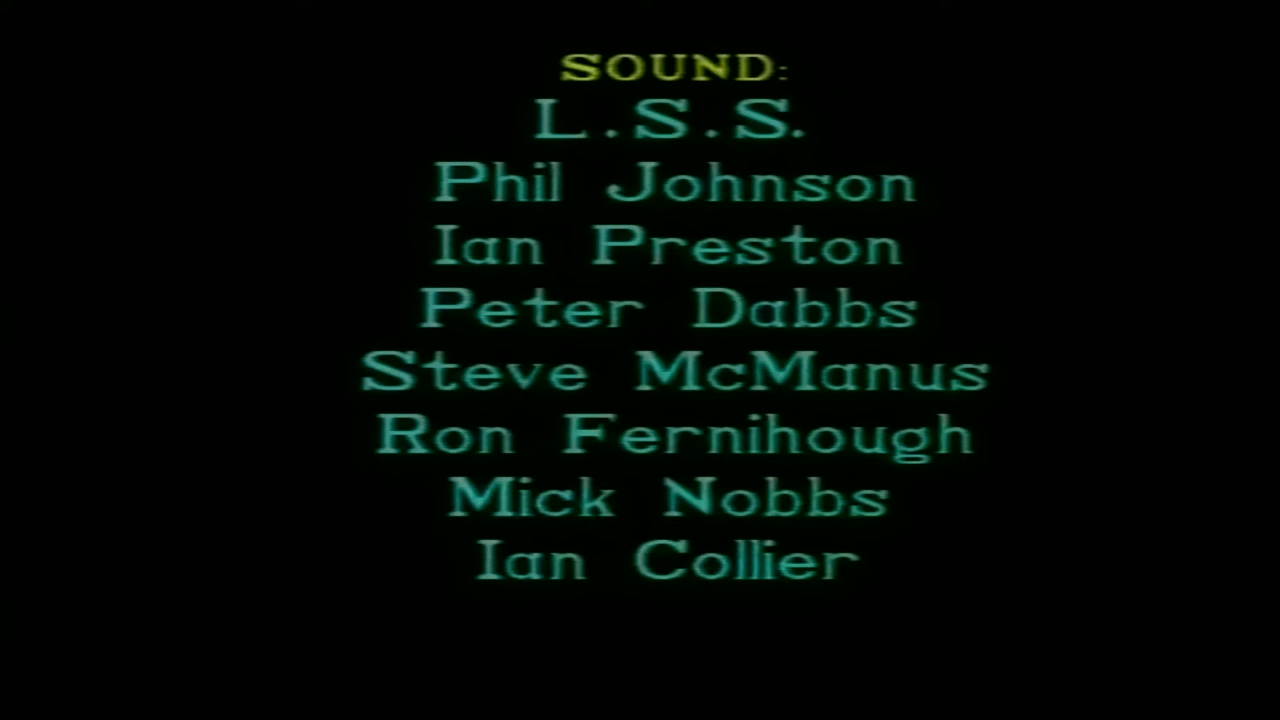 SOUND:
L.S.S.
Phil Johnson
Ian Preston
Peter Dabbs
Steve McManus
Ron Fernihough
Mick Nobbs
Ian Collier